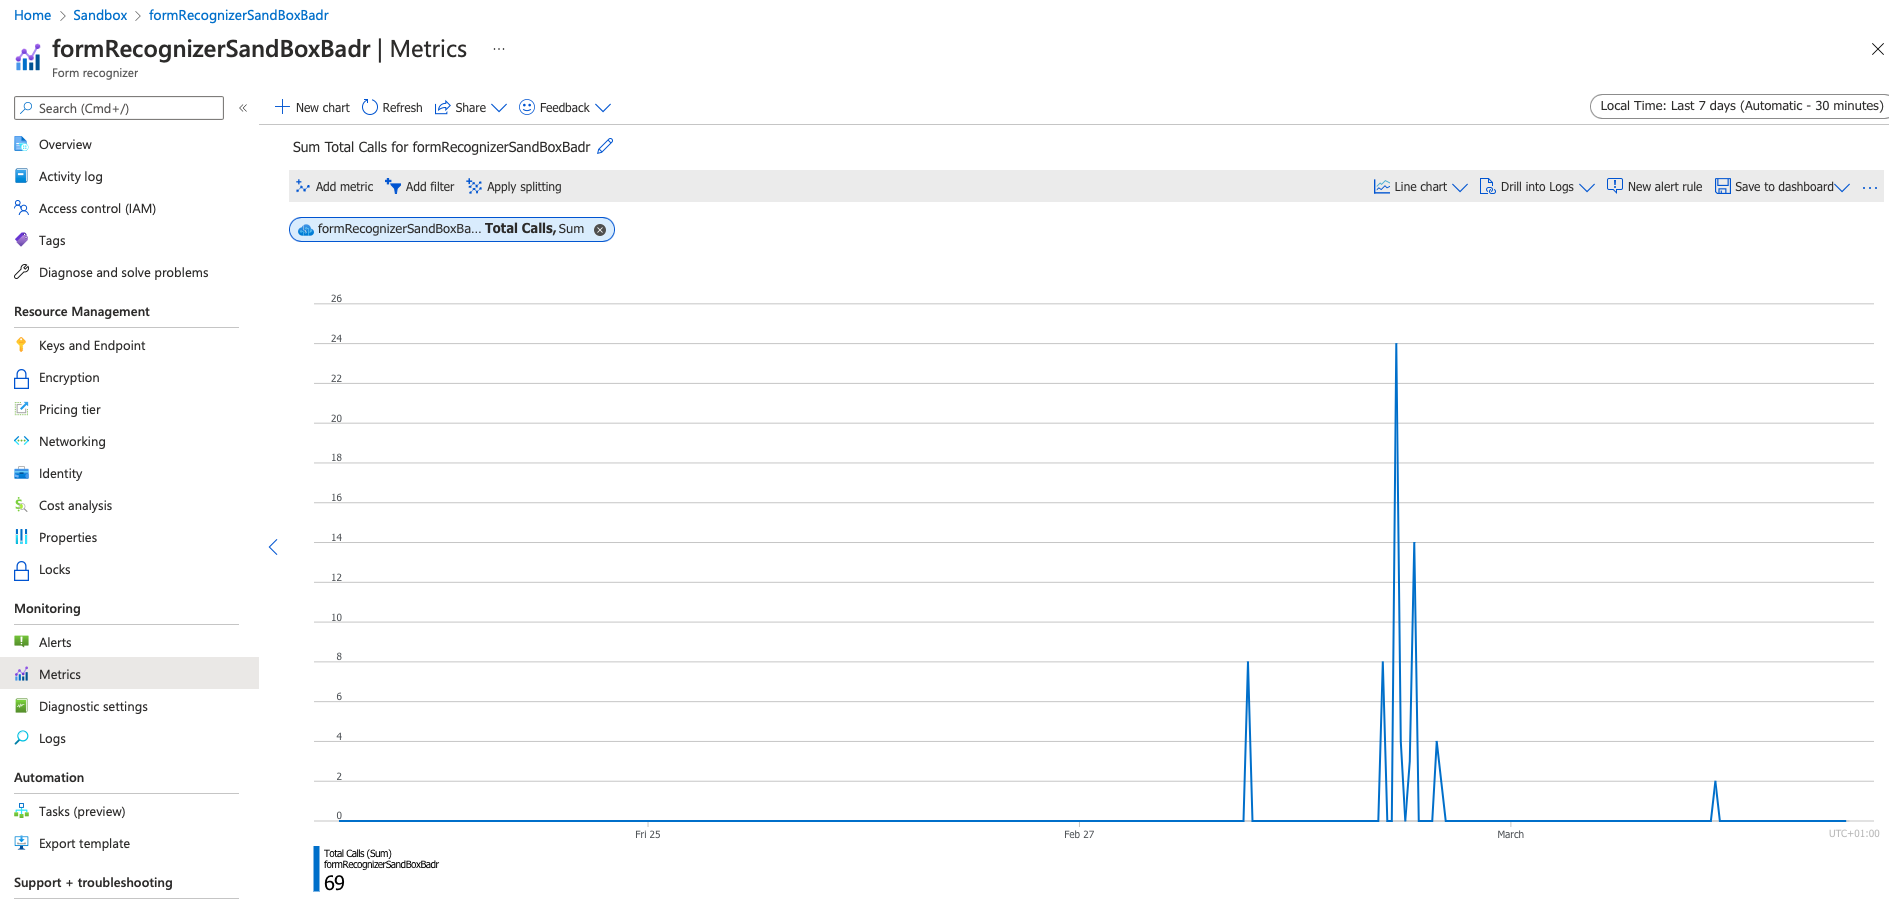 Home > Sandbox > formRecognizerSandBoxBadr
formRecognizerSandBoxBadr | Metrics ...
Form recognizer
Search (Cmd+/)
«
New chart Refresh Share Feedback
Local Time: Last 7 days (Automatic - 30 minutes)
Overview
Activity log
Access control (IAM)
Tags
Diagnose and solve problems
Resource Management
Keys and Endpoint
Encryption
Pricing tier
Networking
Identity
Cost analysis
Properties
Locks
Monitoring
Alerts
Metrics
Diagnostic settings
Logs
Automation
Tasks (preview)
Export template
Support + troubleshooting
Sum Total Calls for formRecognizerSandBoxBadr
Add metric Add filter Apply splitting Line chart Drill into Logs New alert rule Save to dashboard ...
formRecognizerSandBoxBa... Total Calls, Sum
26
24
22
20
18
16
14
12
10
8
6
4
2
0
Fri 25 Feb 27 March UTC+01:00
Total Calls (Sum)
formRecognizerSandBoxBadr
69